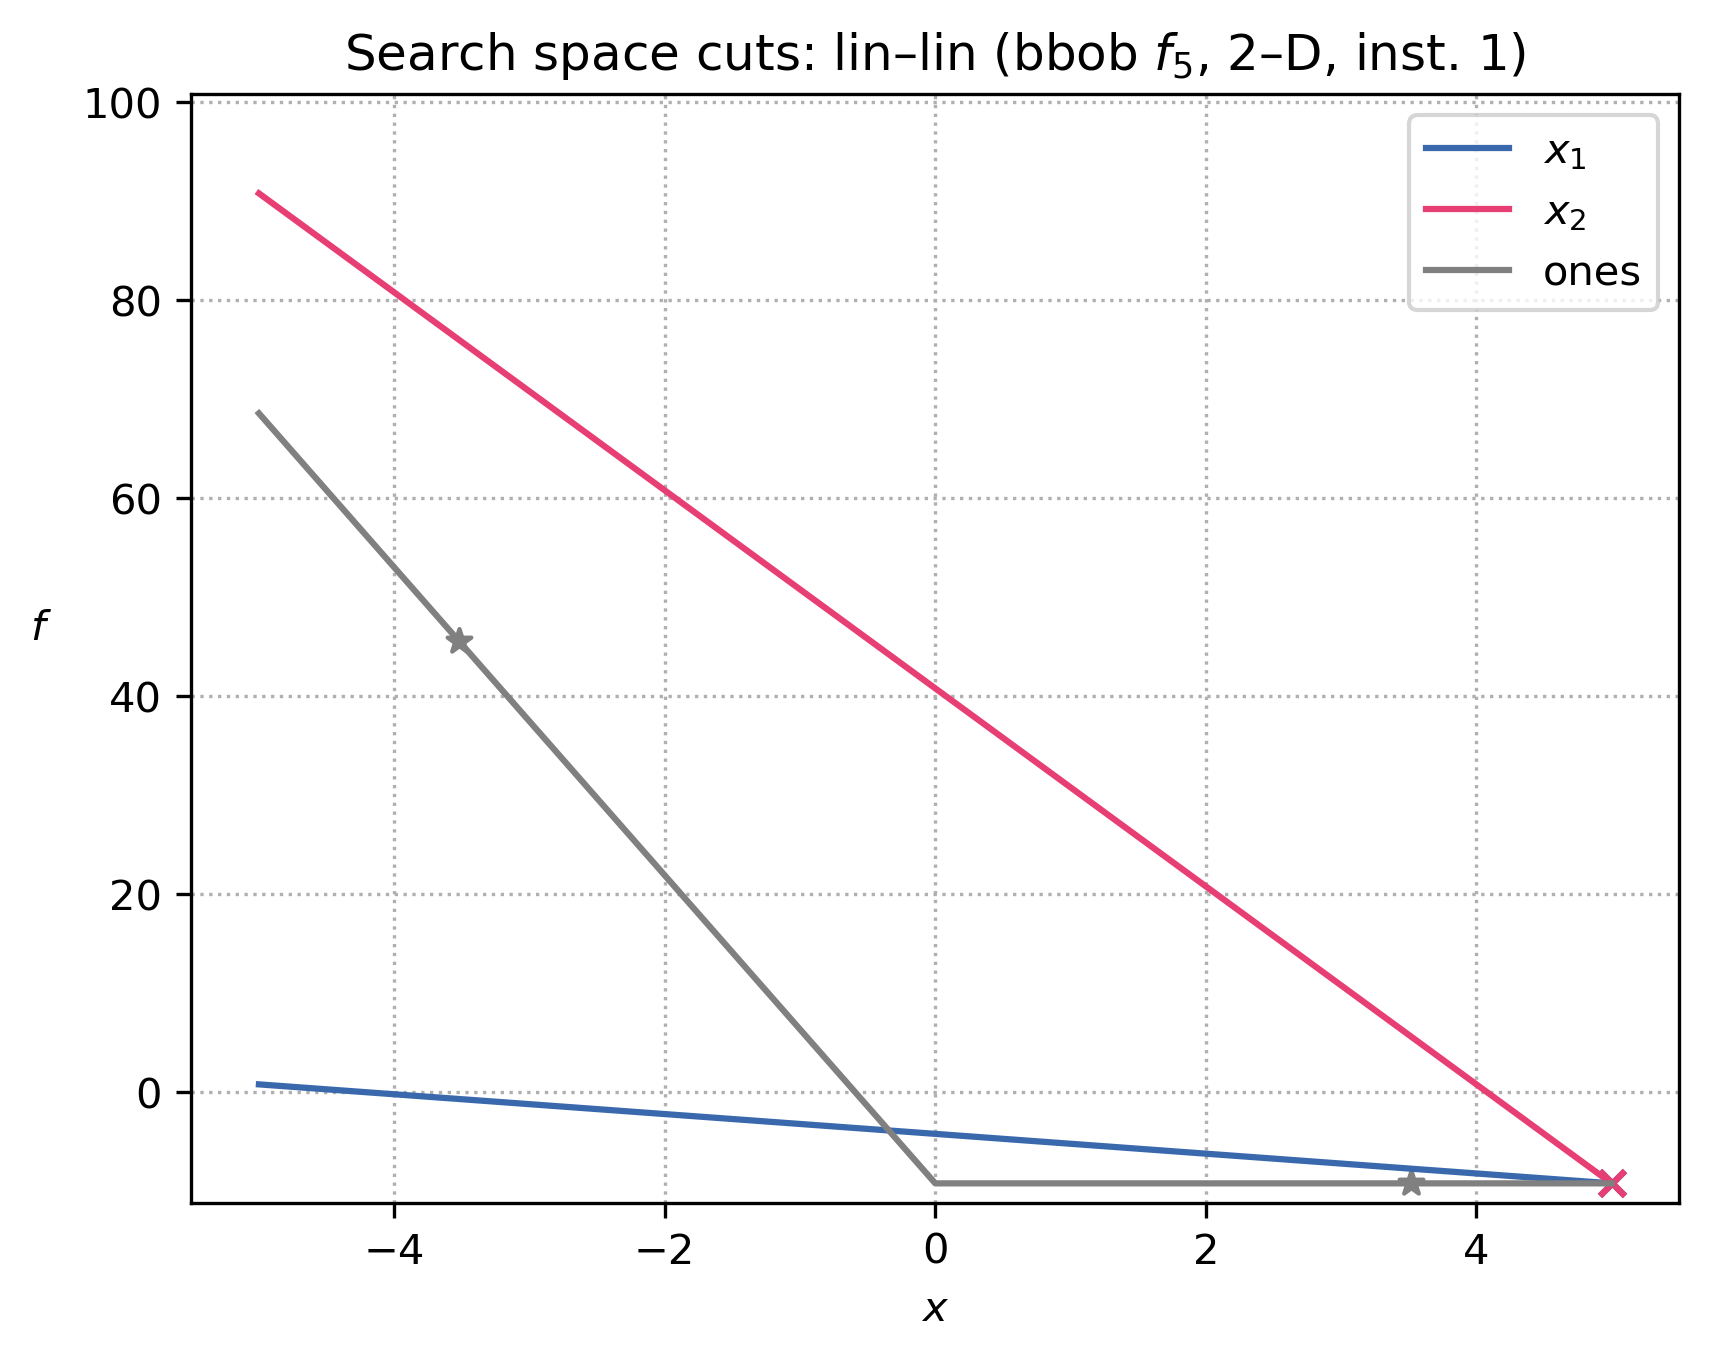 Search space cuts: lin–lin (bbob f₅, 2–D, inst. 1)
100
80
60
40
20
0
f
x₁
x₂
ones
−4 −2 0 2 4
x